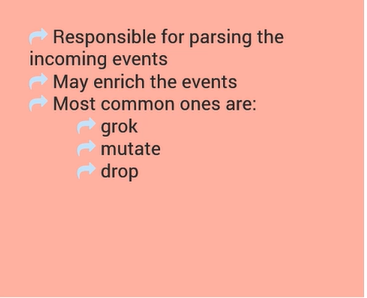 Responsible for parsing the
incoming events
May enrich the events
Most common ones are:
grok
mutate
drop